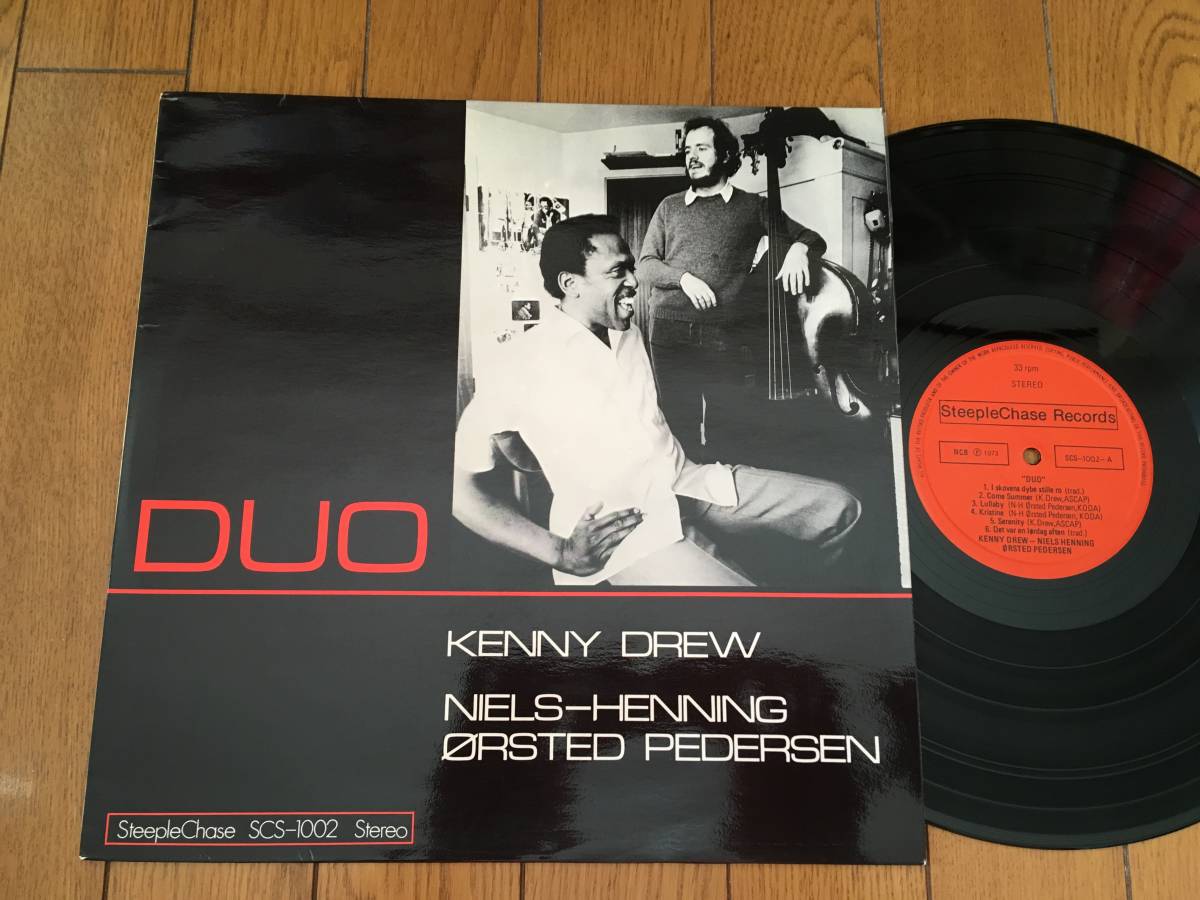 DUO
KENNY DREW
NIELS-HENNING
ØRSTED PEDERSEN
SteepleChase SCS-1002 Stereo
33 rpm
STEREO
SteepleChase Records
NCB Ⓟ 1973
SCS-1002-A
"DUO"
1. I skovens dybe stille ro (trad.)
2. Come Summer (K.Drew, ASCAP)
3. Lullaby (N-H Ørsted Pedersen, KODA)
4. Kristine (N-H Ørsted Pedersen, KODA)
5. Serenity (K.Drew, ASCAP)
6. Det var en lørdag aften (trad.)
KENNY DREW - NIELS HENNING
ØRSTED PEDERSEN